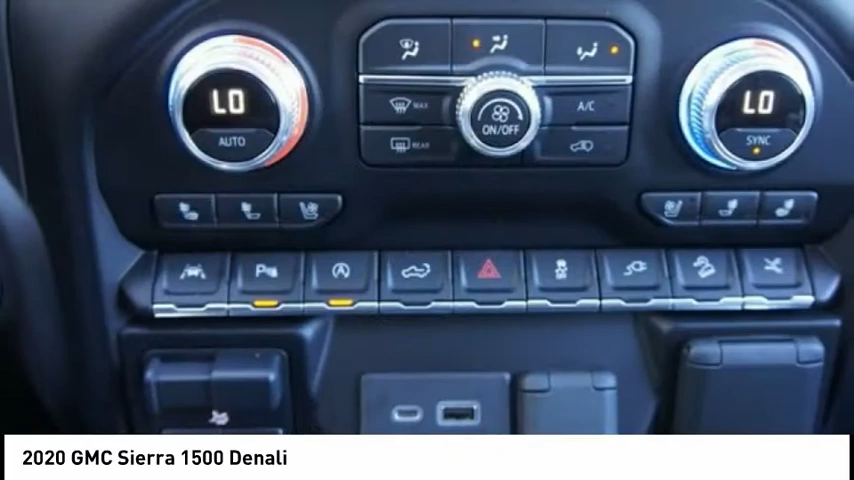 LO
AUTO
MAX
REAR
ON/OFF
A/C
LO
SYNC
P
A
2020 GMC Sierra 1500 Denali